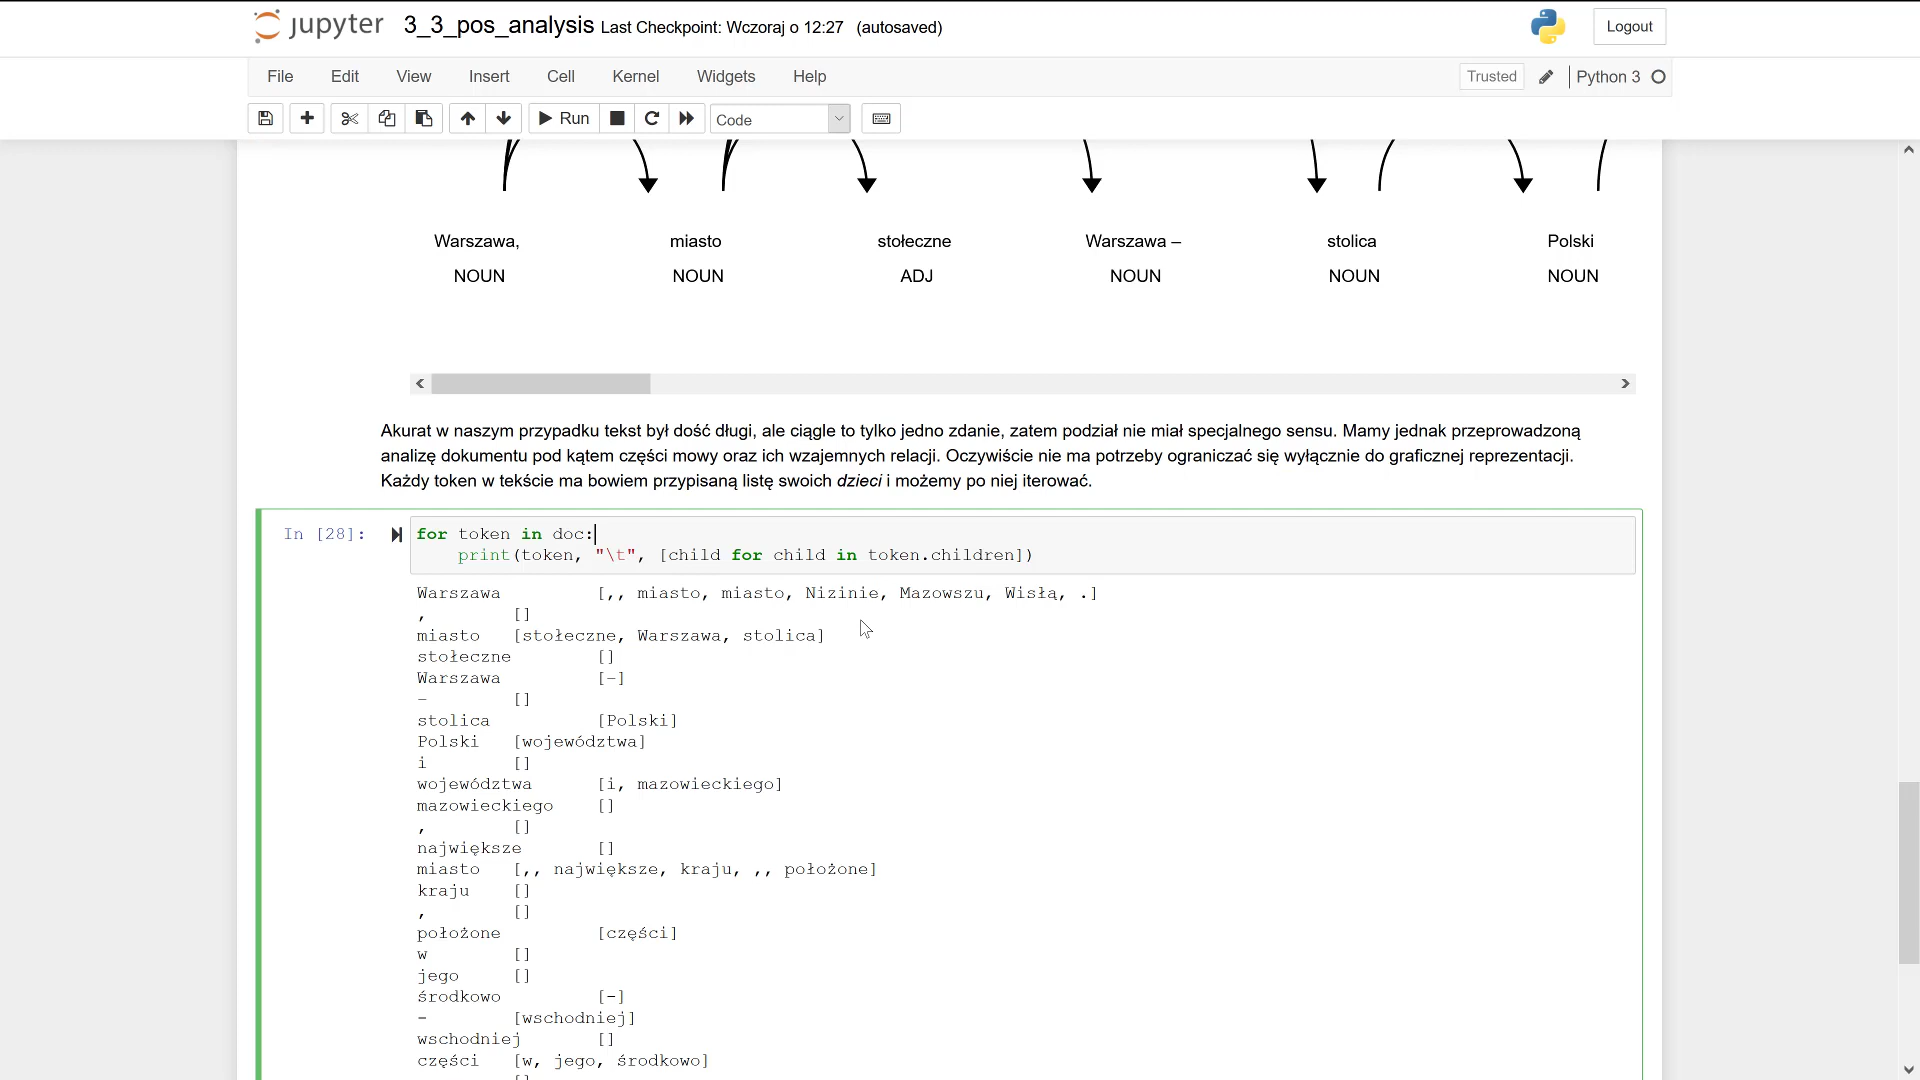 jupyter 3_3_pos_analysis Last Checkpoint: Wczoraj o 12:27 (autosaved) Logout
File Edit View Insert Cell Kernel Widgets Help Trusted Python 3
Run Code
Warszawa, miasto stołeczne Warszawa – stolica Polski
NOUN NOUN ADJ NOUN NOUN NOUN
Akurat w naszym przypadku tekst był dość długi, ale ciągle to tylko jedno zdanie, zatem podział nie miał specjalnego sensu. Mamy jednak przeprowadzoną
analizę dokumentu pod kątem części mowy oraz ich wzajemnych relacji. Oczywiście nie ma potrzeby ograniczać się wyłącznie do graficznej reprezentacji.
Każdy token w tekście ma bowiem przypisaną listę swoich dzieci i możemy po niej iterować.
In [28]: for token in doc:
print(token, "\t", [child for child in token.children])
Warszawa [,, miasto, miasto, Nizinie, Mazowszu, Wisłą, .]
, []
miasto [stołeczne, Warszawa, stolica]
stołeczne []
Warszawa [–]
– []
stolica [Polski]
Polski [województwa]
i []
województwa [i, mazowieckiego]
mazowieckiego []
, []
największe []
miasto [,, największe, kraju, ,, położone]
kraju []
, []
położone [części]
w []
jego []
środkowo [-]
- [wschodniej]
wschodniej []
części [w, jego, środkowo]